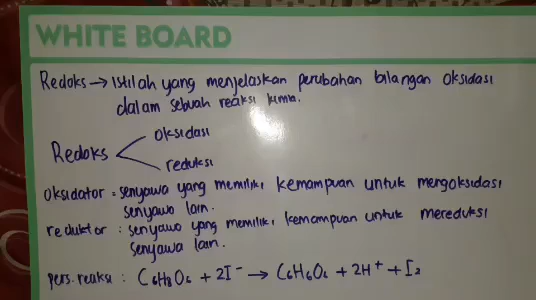 WHITE BOARD
Redoks → Istilah yang menjelaskan perubahan bilangan oksidasi
dalam sebuah reaksi kimia.
Redoks
oksidasi
reduksi
oksidator = senyawa yang memiliki kemampuan untuk mengoksidasi
senyawa lain.
reduktor : senyawa yang memiliki kemampuan untuk mereduksi
senyawa lain.
pers. reaksi : C6H8O6 + 2I⁻ → C6H6O6 + 2H⁺ + I2